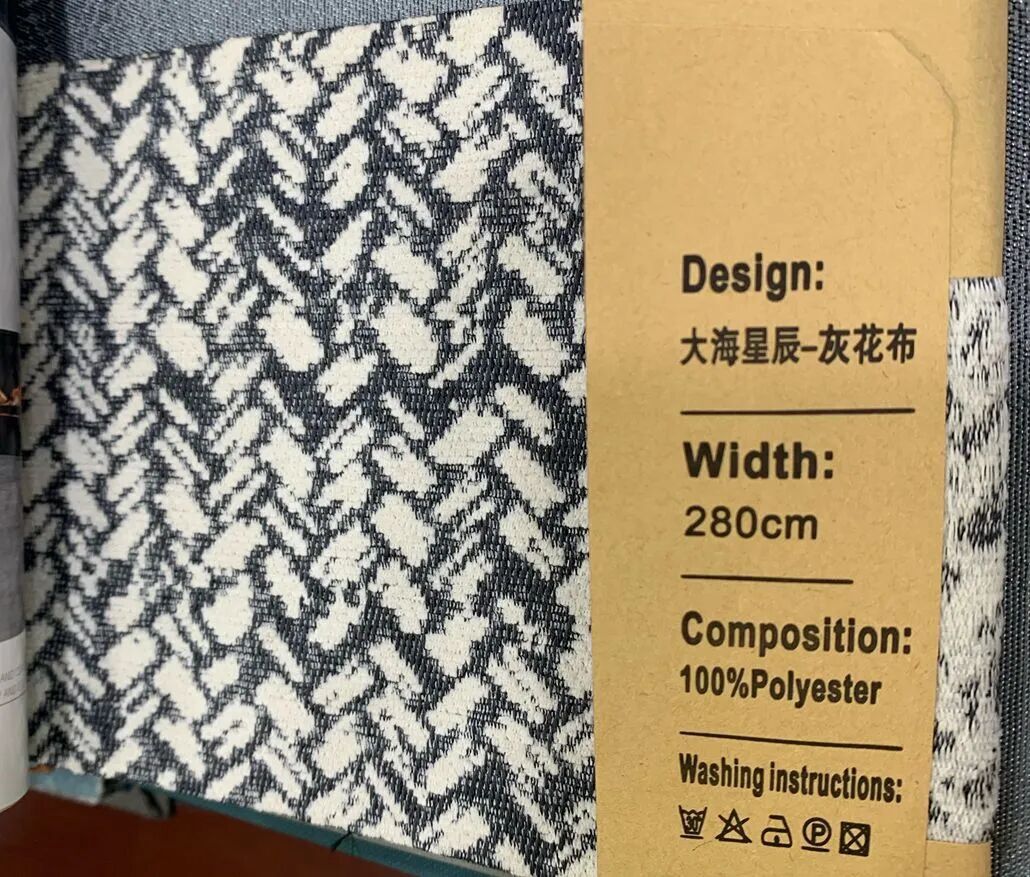 Design:
大海星辰-灰花布
Width:
280cm
Composition:
100%Polyester
Washing instructions: